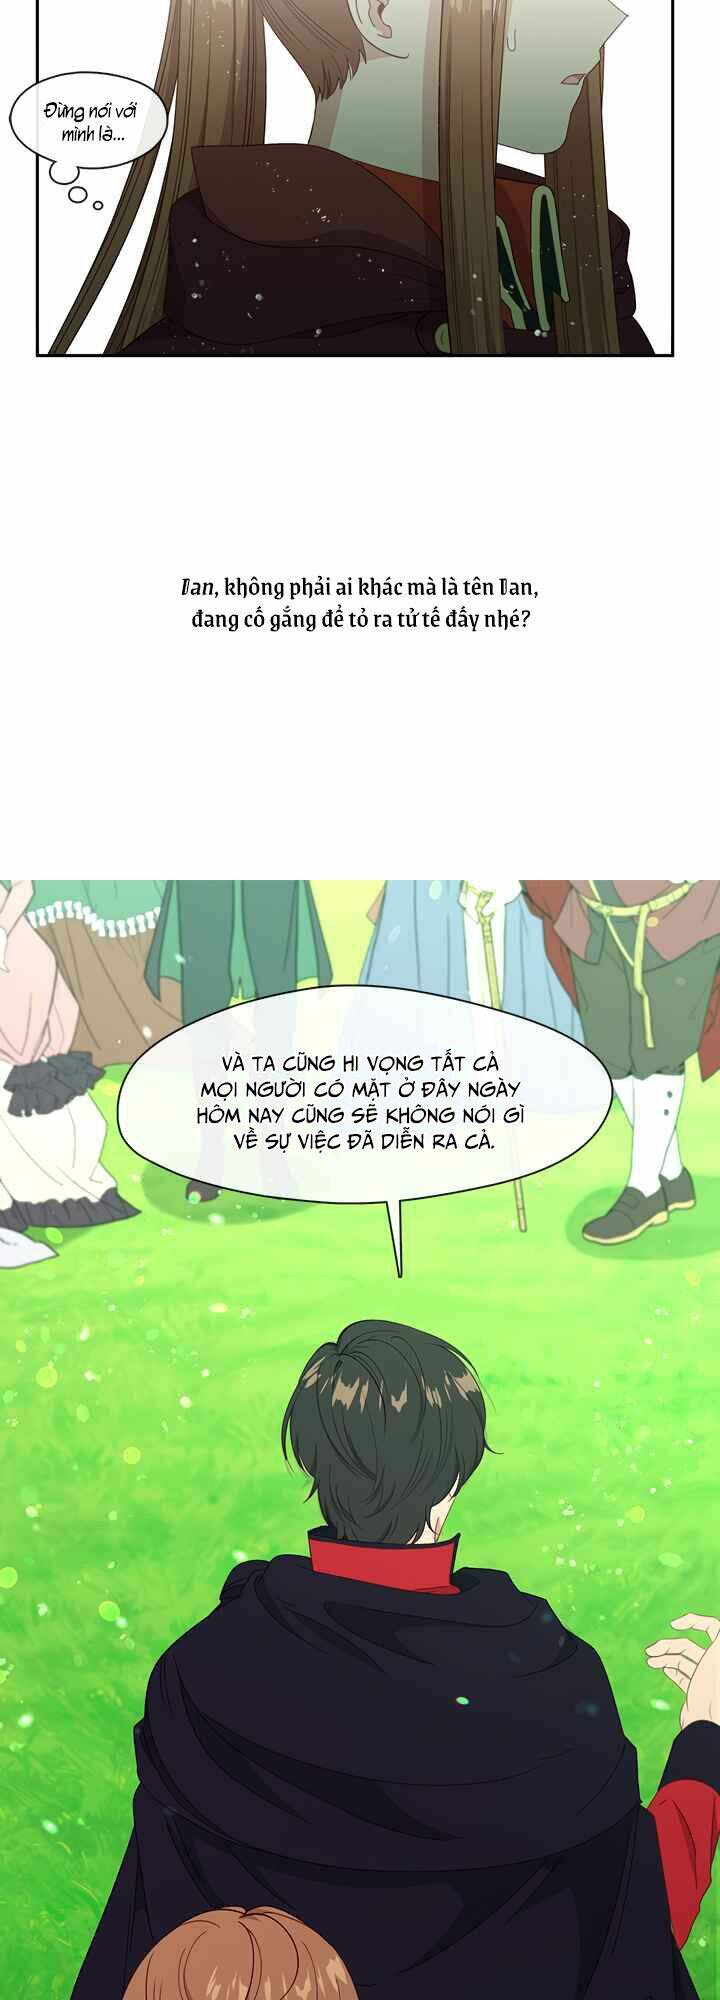 Đừng nói với
mình là...
Ian, không phải ai khác mà là tên Ian,
đang cố gắng để tỏ ra tử tế đấy nhé?
VÀ TA CŨNG HI VỌNG TẤT CẢ
MỌI NGƯỜI CÓ MẶT Ở ĐÂY NGÀY
HÔM NAY CŨNG SẼ KHÔNG NÓI GÌ
VỀ SỰ VIỆC ĐÃ DIỄN RA CẢ.